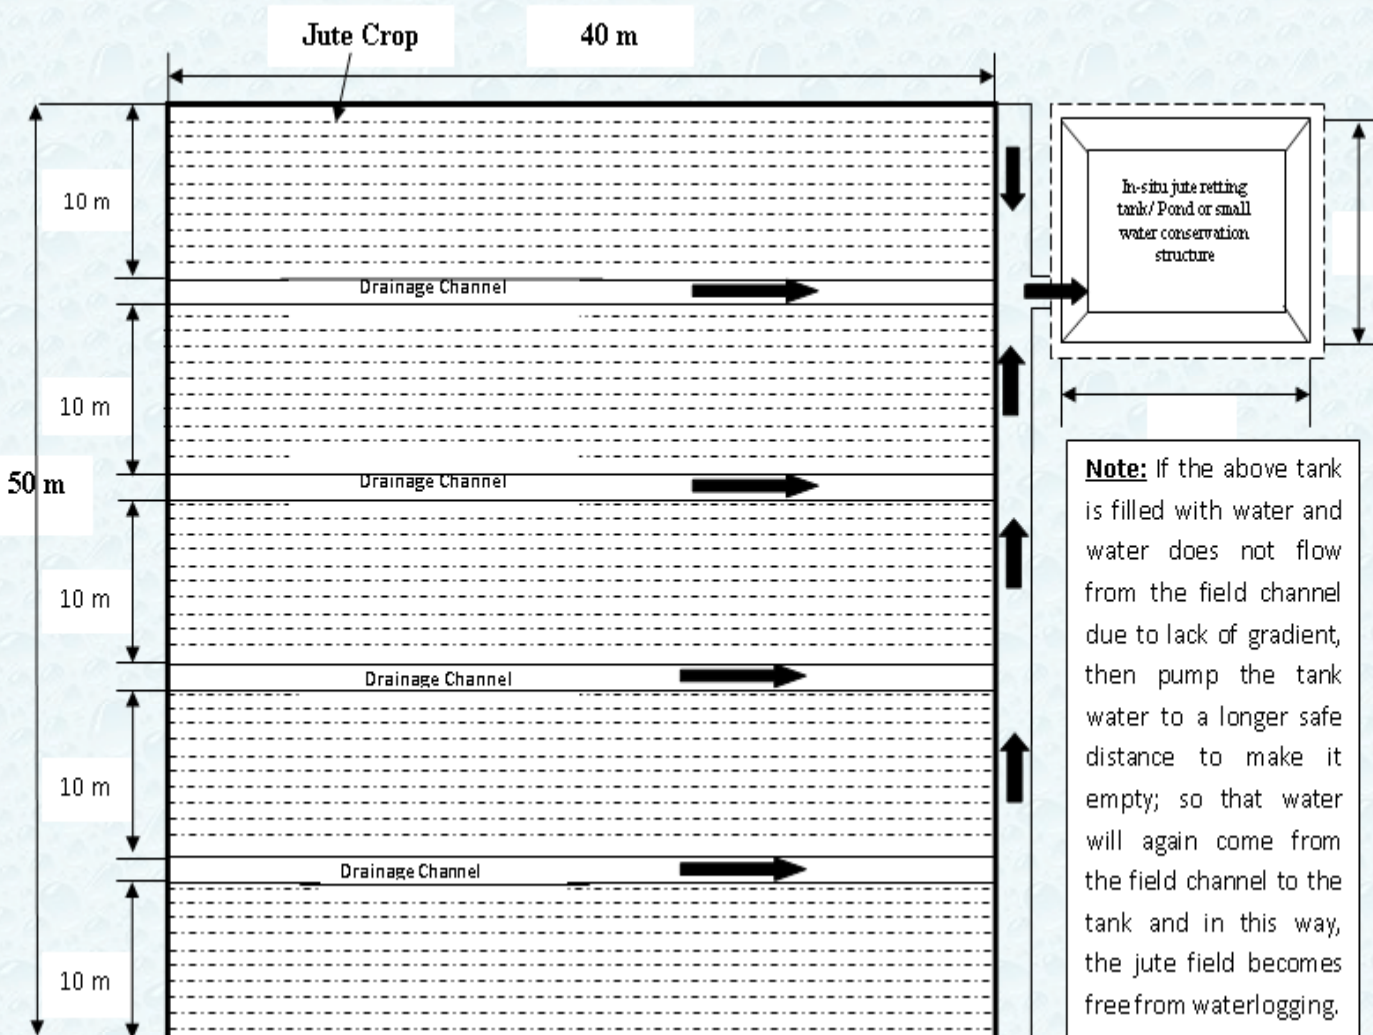 Jute Crop
40 m
10 m
In-situ jute retting
tank/ Pond or small
water conservation
structure
Drainage Channel
10 m
50 m
Drainage Channel
10 m
Drainage Channel
10 m
Drainage Channel
10 m
Note: If the above tank
is filled with water and
water does not flow
from the field channel
due to lack of gradient,
then pump the tank
water to a longer safe
distance to make it
empty; so that water
will again come from
the field channel to the
tank and in this way,
the jute field becomes
free from waterlogging.